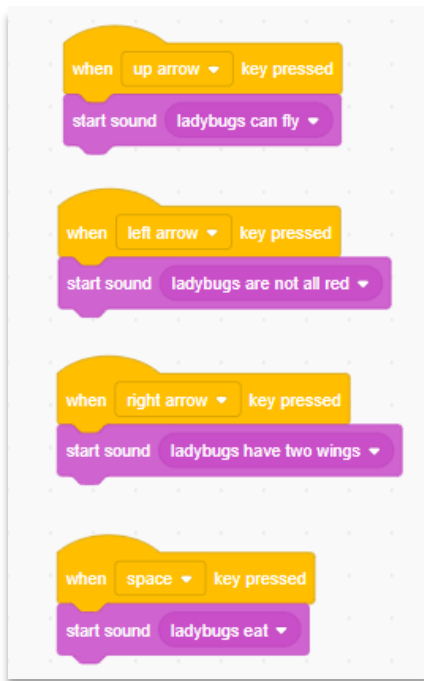 when up arrow key pressed
start sound ladybugs can fly
when left arrow key pressed
start sound ladybugs are not all red
when right arrow key pressed
start sound ladybugs have two wings
when space key pressed
start sound ladybugs eat